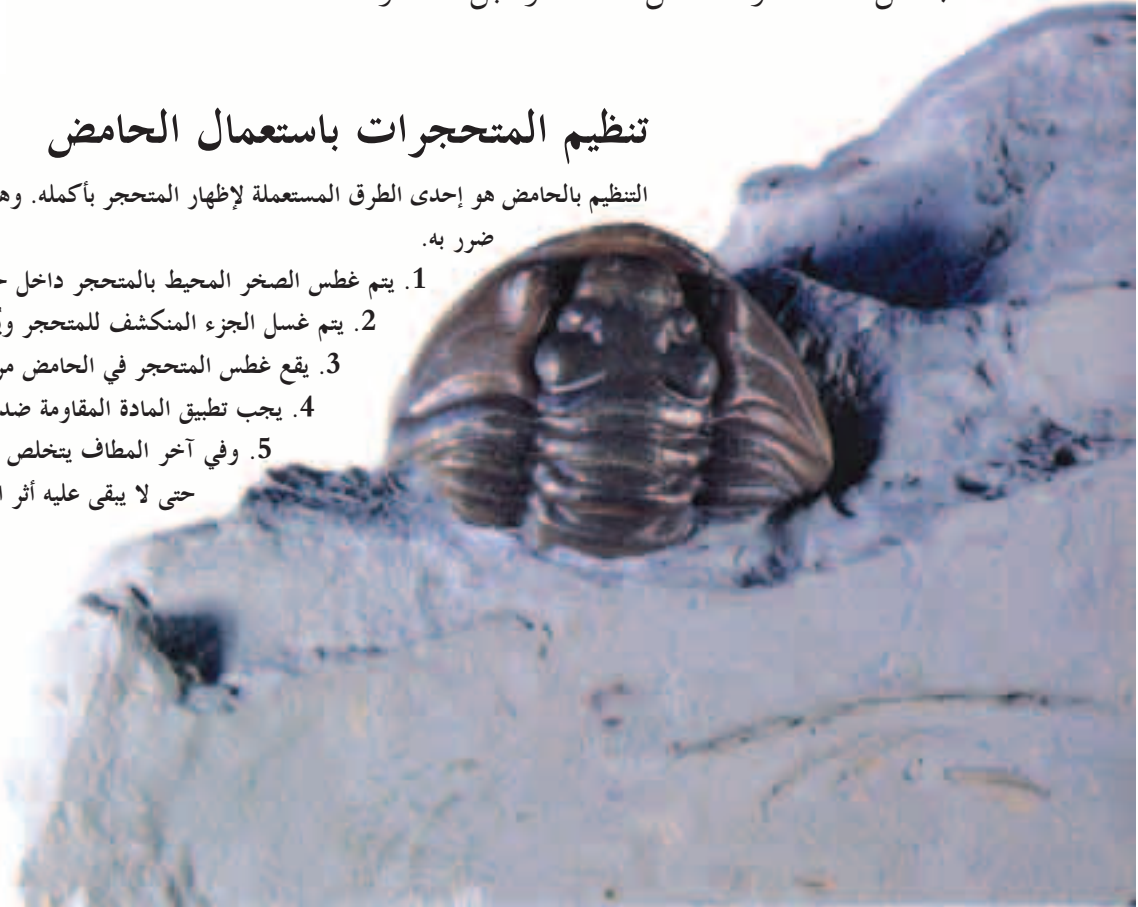 تنظيم المتحجرات باستعمال الحامض
التنظيم بالحامض هو إحدى الطرق المستعملة لإظهار المتحجر بأكمله. وه
ضرر به.
1. يتم غطس الصخر المحيط بالمتحجر داخل
2. يتم غسل الجزء المنكشف للمتحجر
3. يقع غطس المتحجر في الحامض
4. يجب تطبيق المادة المقاومة ضد
5. وفي آخر المطاف يتخلص
حتى لا يبقى عليه أثر